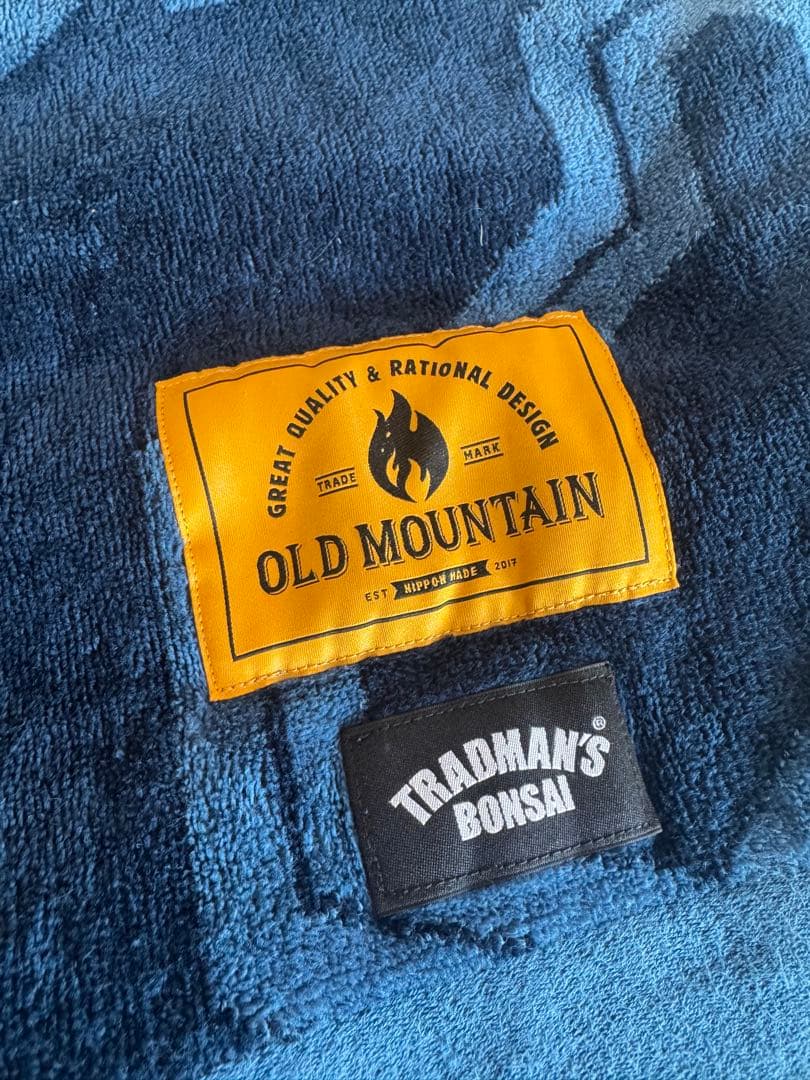 GREAT QUALITY & RATIONAL DESIGN
TRADE MARK
OLD MOUNTAIN
EST NIPPON MADE 2017
TRADMAN'S®
BONSAI